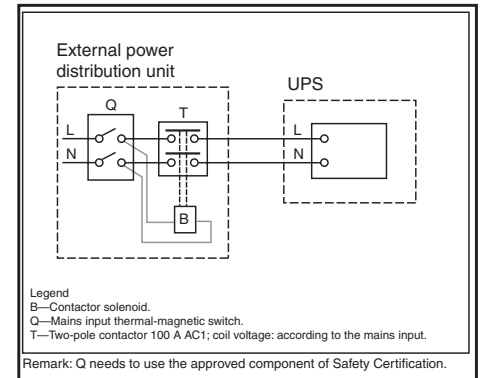 External power
distribution unit
UPS
Q
T
L
N
L
N
B
Legend
B—Contactor solenoid.
Q—Mains input thermal-magnetic switch.
T—Two-pole contactor 100 A AC1; coil voltage: according to the mains input.
Remark: Q needs to use the approved component of Safety Certification.